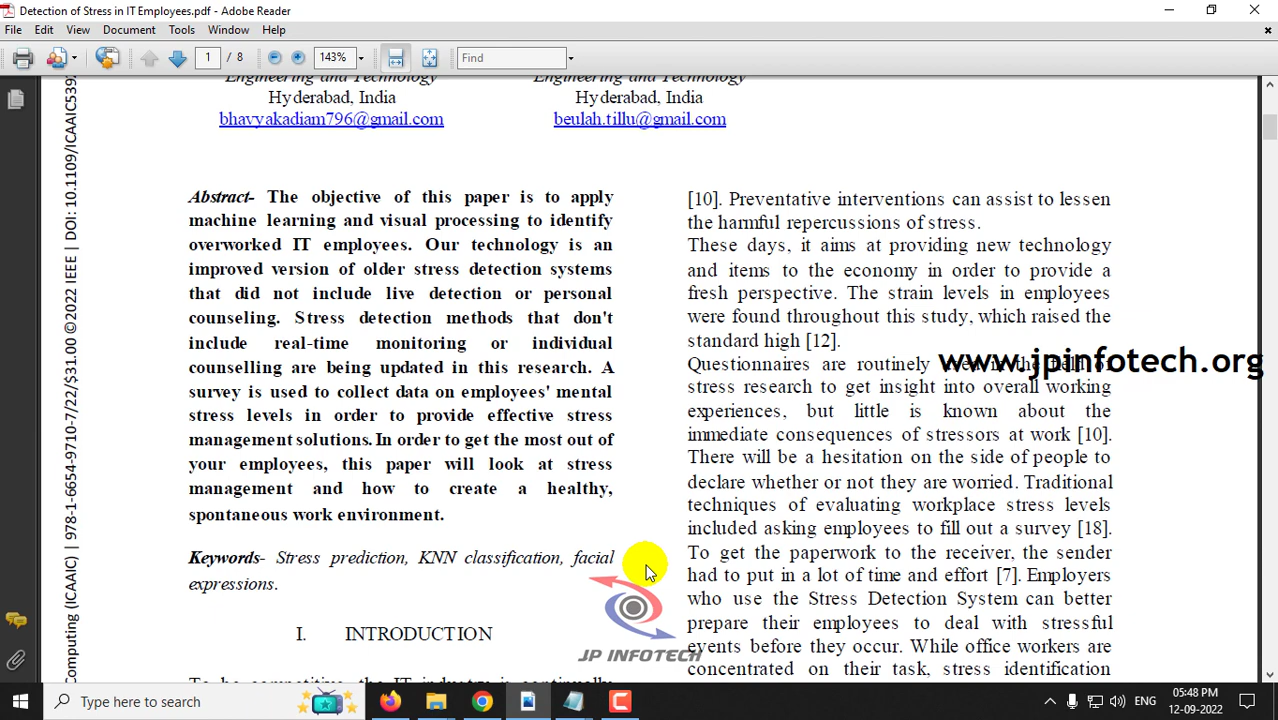 Detection of Stress in IT Employees.pdf - Adobe Reader
File Edit View Document Tools Window Help
1 / 8 143% Find
Engineering and Technology
Hyderabad, India
bhavyakadiam796@gmail.com
Engineering and Technology
Hyderabad, India
beulah.tillu@gmail.com
Computing (ICAAIC) | 978-1-6654-9710-7/22/$31.00 ©2022 IEEE | DOI: 10.1109/ICAAIC5392
Abstract- The objective of this paper is to apply
machine learning and visual processing to identify
overworked IT employees. Our technology is an
improved version of older stress detection systems
that did not include live detection or personal
counseling. Stress detection methods that don't
include real-time monitoring or individual
counselling are being updated in this research. A
survey is used to collect data on employees' mental
stress levels in order to provide effective stress
management solutions. In order to get the most out of
your employees, this paper will look at stress
management and how to create a healthy,
spontaneous work environment.
Keywords- Stress prediction, KNN classification, facial
expressions.
I. INTRODUCTION
To be competitive, the IT industry is continually
[10]. Preventative interventions can assist to lessen
the harmful repercussions of stress.
These days, it aims at providing new technology
and items to the economy in order to provide a
fresh perspective. The strain levels in employees
were found throughout this study, which raised the
standard high [12].
Questionnaires are routinely used in the field of
stress research to get insight into overall working
experiences, but little is known about the
immediate consequences of stressors at work [10].
There will be a hesitation on the side of people to
declare whether or not they are worried. Traditional
techniques of evaluating workplace stress levels
included asking employees to fill out a survey [18].
To get the paperwork to the receiver, the sender
had to put in a lot of time and effort [7]. Employers
who use the Stress Detection System can better
prepare their employees to deal with stressful
events before they occur. While office workers are
concentrated on their task, stress identification
www.jpinfotech.org
JP INFOTECH
Type here to search
ENG
05:48 PM
12-09-2022